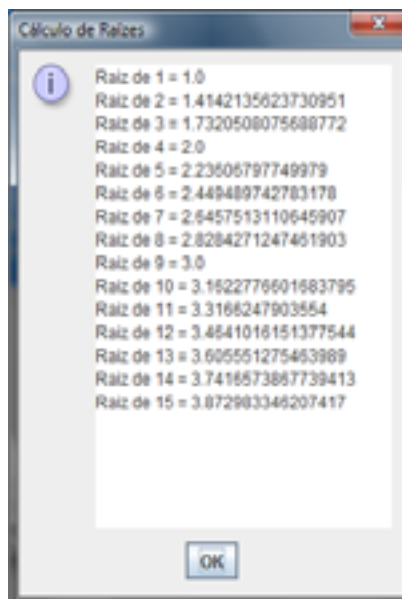 Cálculo de Raízes
i
Raiz de 1 = 1.0
Raiz de 2 = 1.4142135623730951
Raiz de 3 = 1.7320508075688772
Raiz de 4 = 2.0
Raiz de 5 = 2.23606797749979
Raiz de 6 = 2.449489742783178
Raiz de 7 = 2.6457513110645907
Raiz de 8 = 2.8284271247461903
Raiz de 9 = 3.0
Raiz de 10 = 3.1622776601683795
Raiz de 11 = 3.3166247903554
Raiz de 12 = 3.4641016151377544
Raiz de 13 = 3.605551275463989
Raiz de 14 = 3.7416573867739413
Raiz de 15 = 3.872983346207417
OK